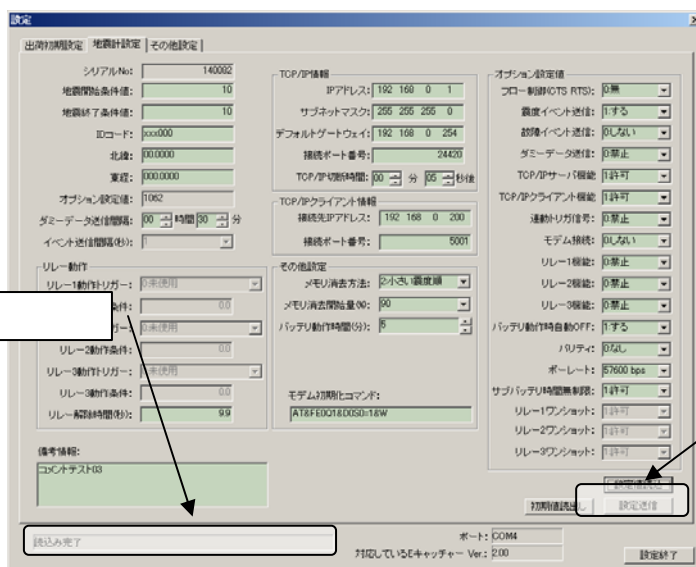 設定
出荷初期設定 地震計設定 その他設定
シリアルNo: 140002
地震開始条件値: 10
地震終了条件値: 10
IDコード: xxx000
北緯: 00.0000
東経: 000.0000
オプション設定値: 1062
ダミーデータ送信間隔: 00 時間 30 分
イベント送信間隔(秒): 1
リレー動作
リレー1動作トリガー: 0:未使用
条件: 0.0
ガー: 0:未使用
リレー2動作条件: 0.0
リレー3動作トリガー: 0:未使用
リレー3動作条件: 0.0
リレー解除時間(秒): 99
備考情報:
コメントテスト03
TCP/IP情報
IPアドレス: 192 168 0 1
サブネットマスク: 255 255 255 0
デフォルトゲートウェイ: 192 168 0 254
接続ポート番号: 24420
TCP/IP切断時間: 00 分 05 秒後
TCP/IPクライアント情報
接続先IPアドレス: 192 168 0 200
接続ポート番号: 5001
その他設定
メモリ消去方法: 2:小さい震度順
メモリ消去開始量(%): 90
バッテリ動作時間(分): 6
モデム初期化コマンド:
AT&FE0Q1&D0S0=1&W
オプション設定値
フロー制御(CTS RTS): 0:無
震度イベント送信: 1:する
故障イベント送信: 0:しない
ダミーデータ送信: 0:禁止
TCP/IPサーバ機能: 1:許可
TCP/IPクライアント機能: 1:許可
連動トリガ信号: 0:禁止
モデム接続: 0:しない
リレー1機能: 0:禁止
リレー2機能: 0:禁止
リレー3機能: 0:禁止
バッテリ動作時自動OFF: 1:する
パリティ: 0:なし
ボーレート: 57600 bps
サブバッテリ時間無制限: 1:許可
リレー1ワンショット: 1:許可
リレー2ワンショット: 1:許可
リレー3ワンショット: 1:許可
設定値読込
初期値読出し 設定送信
読込み完了
ポート: COM4
対応しているEキャッチャー Ver.: 2.00
設定終了